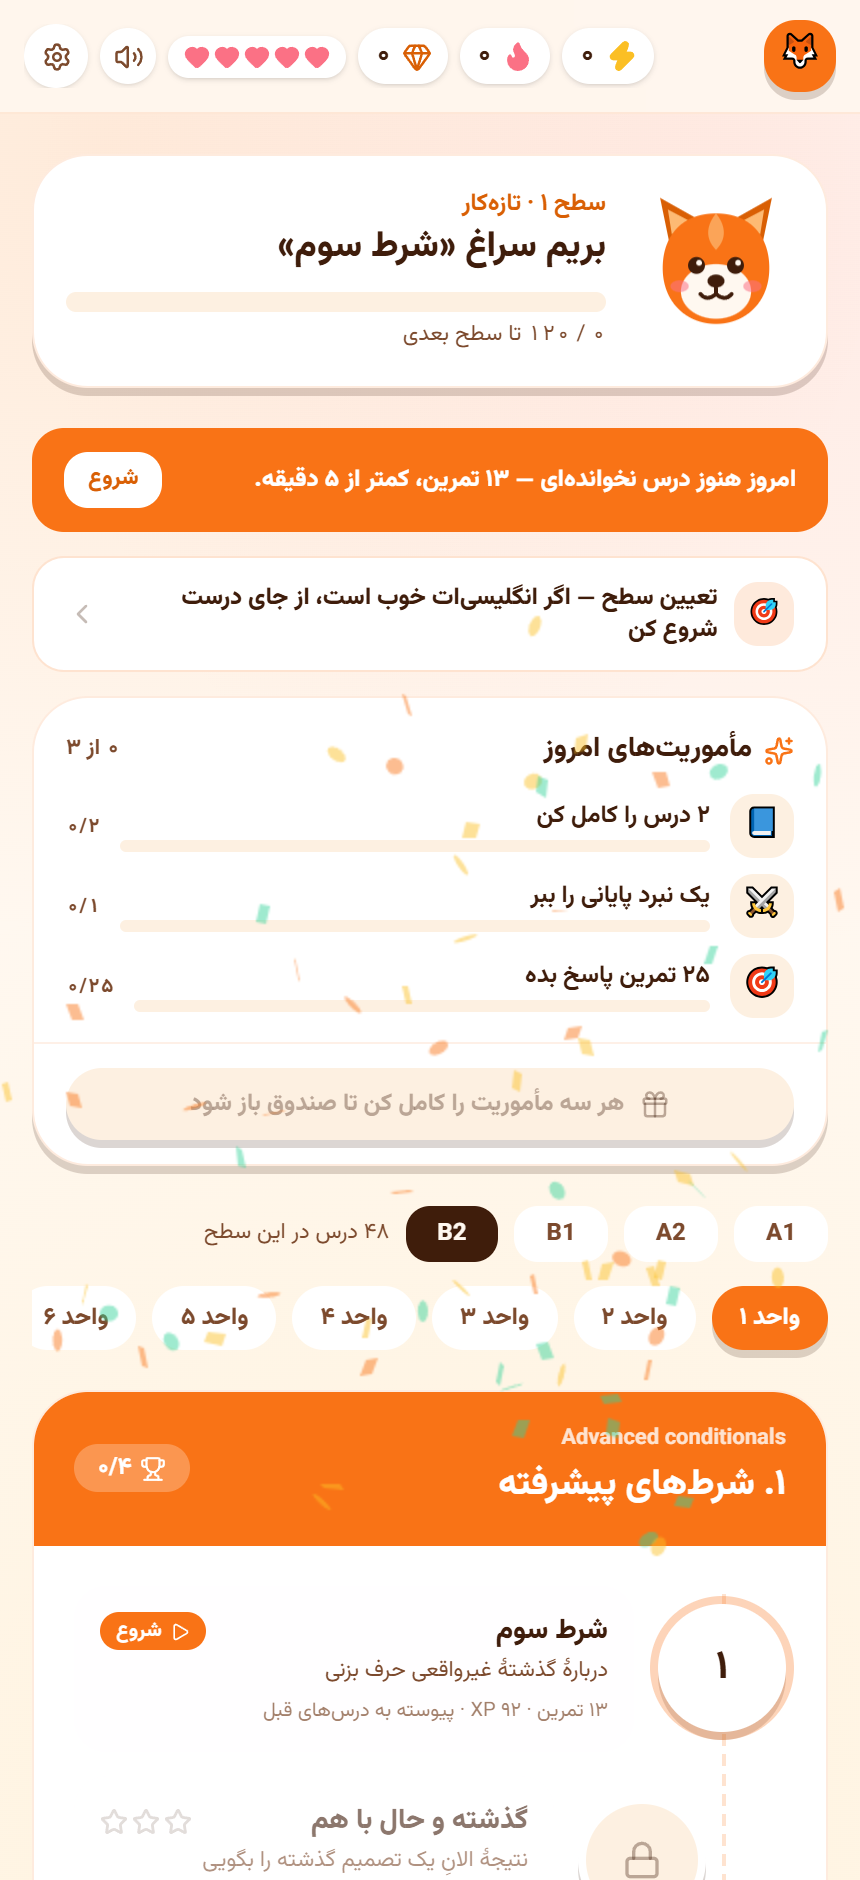 ۰
۰
۰
سطح ۱ · تازه‌کار
بریم سراغ «شرط سوم»
۰ / ۱۲۰ تا سطح بعدی
امروز هنوز درس نخوانده‌ای — ۱۳ تمرین، کمتر از ۵ دقیقه.
شروع
تعیین سطح — اگر انگلیسی‌ات خوب است، از جای درست
شروع کن
مأموریت‌های امروز
۰ از ۳
۲ درس را کامل کن
۰/۲
یک نبرد پایانی را ببر
۰/۱
۲۵ تمرین پاسخ بده
۰/۲۵
هر سه مأموریت را کامل کن تا صندوق باز شود
A1
A2
B1
B2
۴۸ درس در این سطح
واحد ۱
واحد ۲
واحد ۳
واحد ۴
واحد ۵
واحد ۶
Advanced conditionals
۱. شرط‌های پیشرفته
۰/۴
۱
شرط سوم
شروع
دربارهٔ گذشتهٔ غیرواقعی حرف بزنی
۱۳ تمرین · ۹۲ XP · پیوسته به درس‌های قبل
گذشته و حال با هم
نتیجهٔ الانِ یک تصمیم گذشته را بگویی